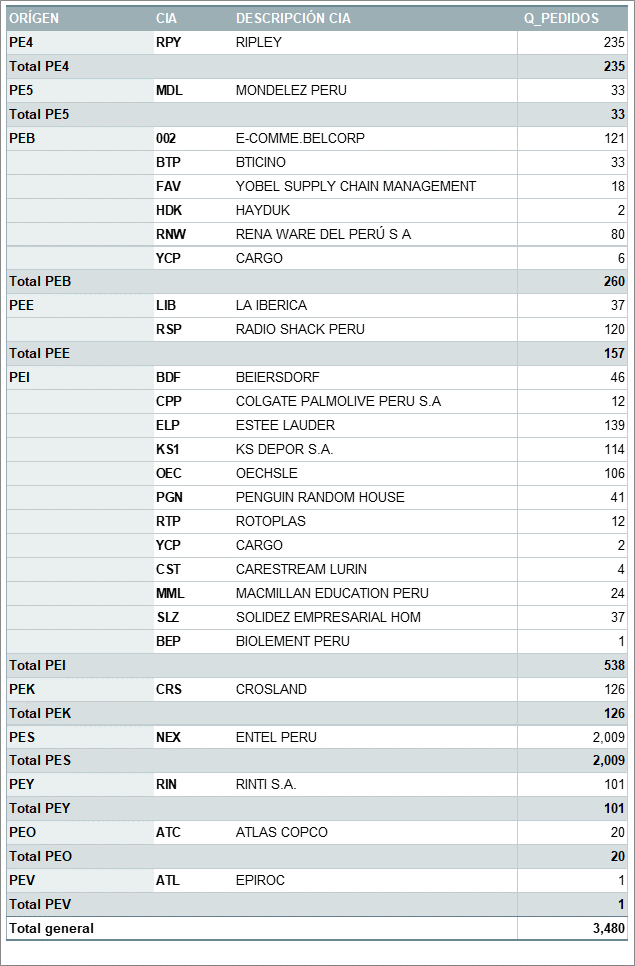 ORÍGEN CIA DESCRIPCIÓN CIA Q_PEDIDOS
PE4 RPY RIPLEY 235
Total PE4 235
PE5 MDL MONDELEZ PERU 33
Total PE5 33
PEB 002 E-COMME.BELCORP 121
BTP BTICINO 33
FAV YOBEL SUPPLY CHAIN MANAGEMENT 18
HDK HAYDUK 2
RNW RENA WARE DEL PERÚ S A 80
YCP CARGO 6
Total PEB 260
PEE LIB LA IBERICA 37
RSP RADIO SHACK PERU 120
Total PEE 157
PEI BDF BEIERSDORF 46
CPP COLGATE PALMOLIVE PERU S.A 12
ELP ESTEE LAUDER 139
KS1 KS DEPOR S.A. 114
OEC OECHSLE 106
PGN PENGUIN RANDOM HOUSE 41
RTP ROTOPLAS 12
YCP CARGO 2
CST CARESTREAM LURIN 4
MML MACMILLAN EDUCATION PERU 24
SLZ SOLIDEZ EMPRESARIAL HOM 37
BEP BIOLEMENT PERU 1
Total PEI 538
PEK CRS CROSLAND 126
Total PEK 126
PES NEX ENTEL PERU 2,009
Total PES 2,009
PEY RIN RINTI S.A. 101
Total PEY 101
PEO ATC ATLAS COPCO 20
Total PEO 20
PEV ATL EPIROC 1
Total PEV 1
Total general 3,480